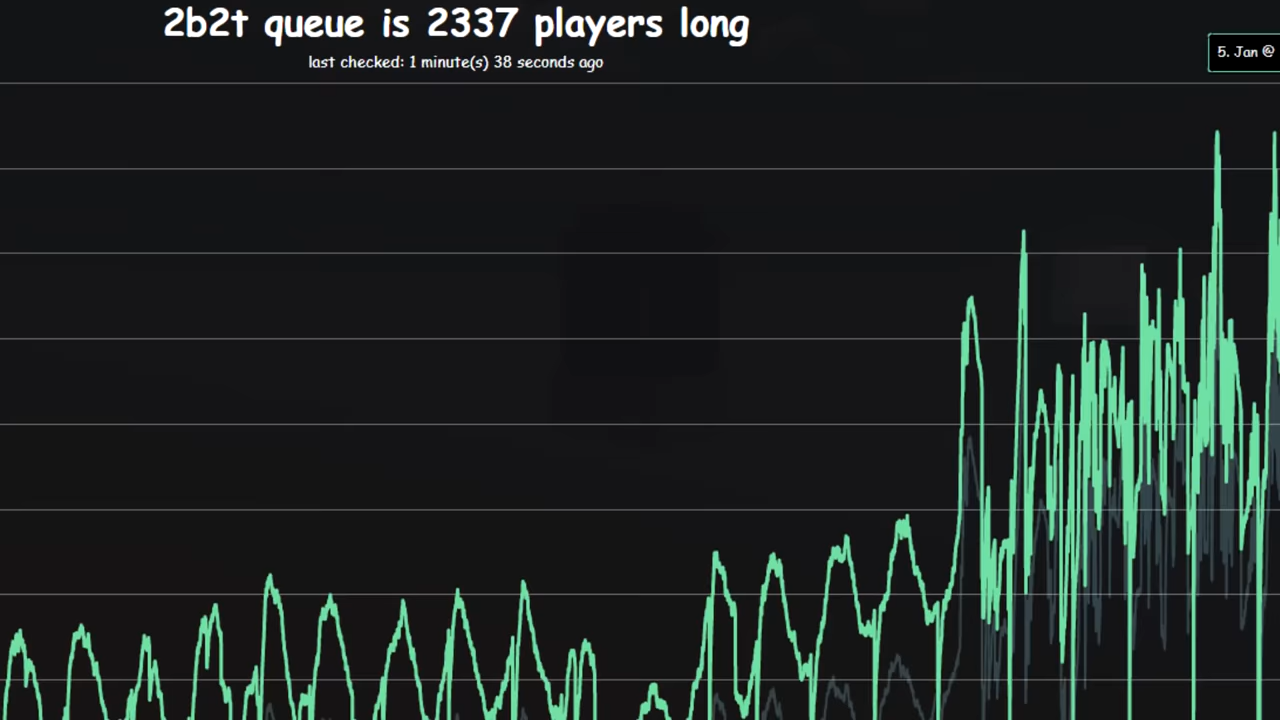 2b2t queue is 2337 players long
last checked: 1 minute(s) 38 seconds ago
5. Jan @